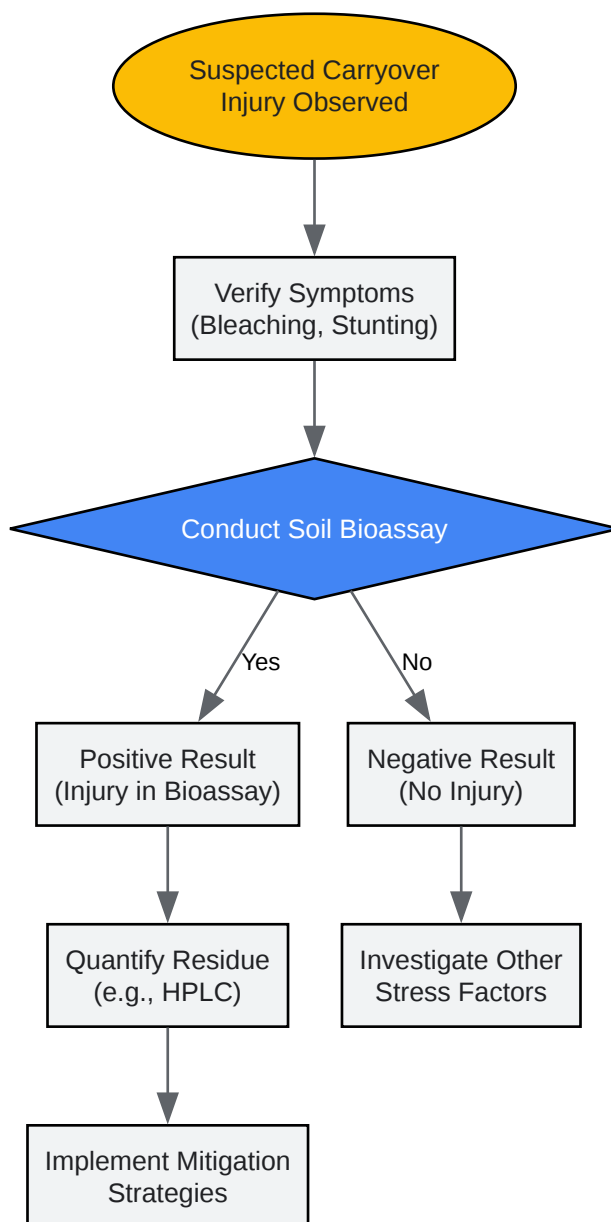 Suspected Carryover
Injury Observed
Verify Symptoms
(Bleaching, Stunting)
Conduct Soil Bioassay
Yes
No
Positive Result
(Injury in Bioassay)
Negative Result
(No Injury)
Quantify Residue
(e.g., HPLC)
Investigate Other
Stress Factors
Implement Mitigation
Strategies